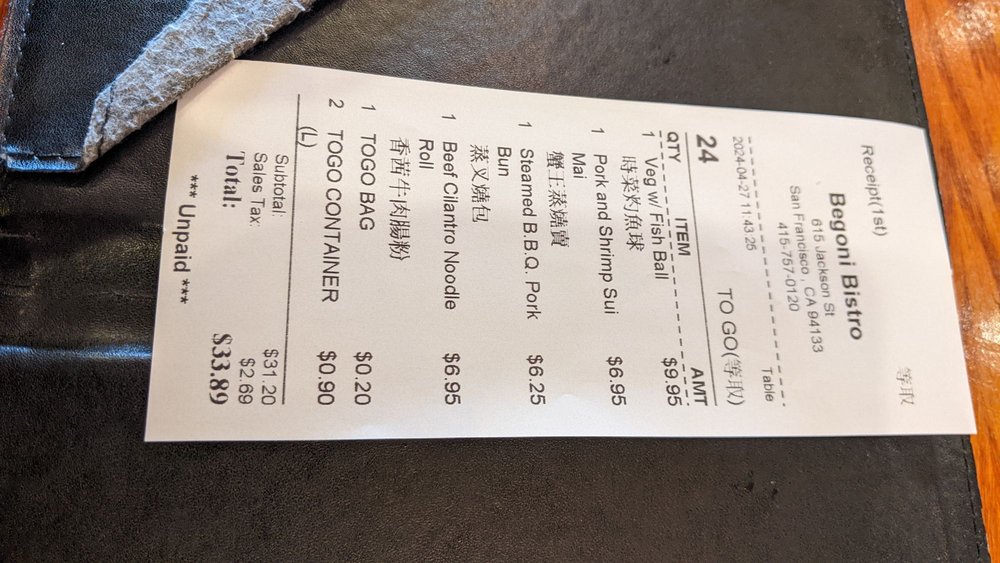 等取
Receipt(1st)
Begoni Bistro
615 Jackson St
San Francisco , CA 94133
415-757-0120
Table
2024-04-27 11:43:25
24 TO GO(等取)
QTY ITEM AMT
1 Veg w/ Fish Ball $9.95
時菜灼魚球
1 Pork and Shrimp Sui $6.95
Mai
蟹王蒸燒賣
1 Steamed B.B.Q. Pork $6.25
Bun
蒸叉燒包
1 Beef Cilantro Noodle $6.95
Roll
香茜牛肉腸粉
1 TOGO BAG $0.20
2 TOGO CONTAINER $0.90
(L)
Subtotal: $31.20
Sales Tax: $2.69
Total: $33.89
*** Unpaid ***